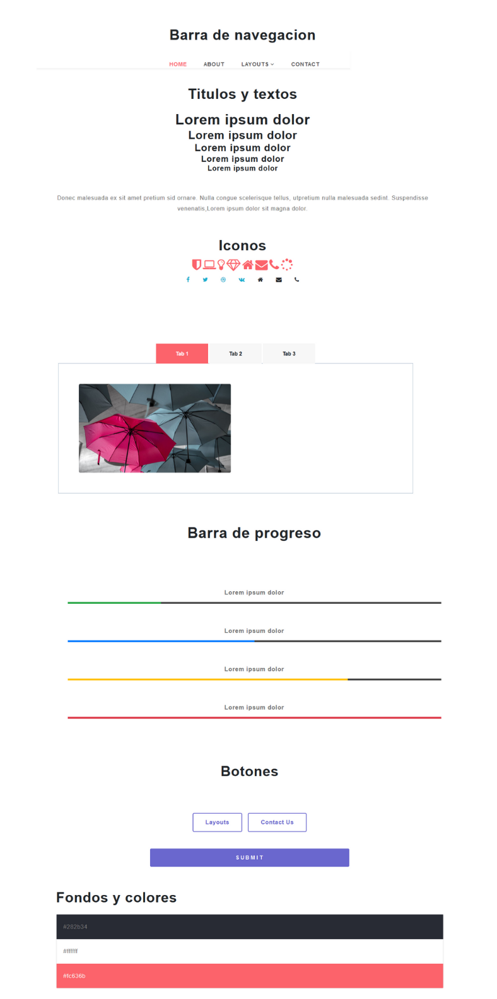 Barra de navegacion
HOME ABOUT LAYOUTS CONTACT
Titulos y textos
Lorem ipsum dolor
Lorem ipsum dolor
Lorem ipsum dolor
Lorem ipsum dolor
Lorem ipsum dolor
Donec malesuada ex sit amet pretium sid ornare. Nulla congue scelerisque tellus, utpretium nulla malesuada sedint. Suspendisse
venenatis,Lorem ipsum dolor sit magna dolor.
Iconos
Tab 1 Tab 2 Tab 3
Barra de progreso
Lorem ipsum dolor
Lorem ipsum dolor
Lorem ipsum dolor
Lorem ipsum dolor
Botones
Layouts Contact Us
SUBMIT
Fondos y colores
#282b34
#ffffff
#fc636b